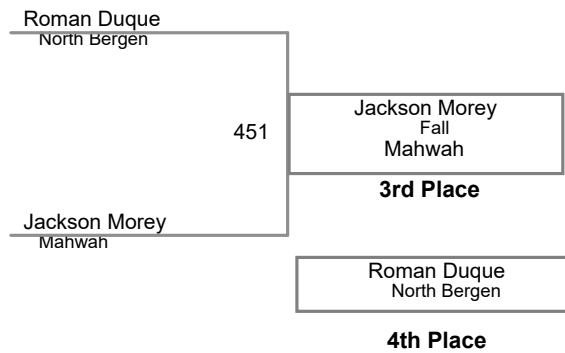 Roman Duque
North Bergen
451
Jackson Morey
Fall
Mahwah
3rd Place
Jackson Morey
Mahwah
Roman Duque
North Bergen
4th Place